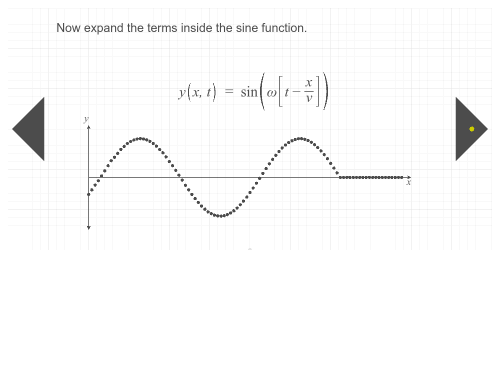 Now expand the terms inside the sine function.
y(x, t) = sin(ω[t − x/v])
y
x